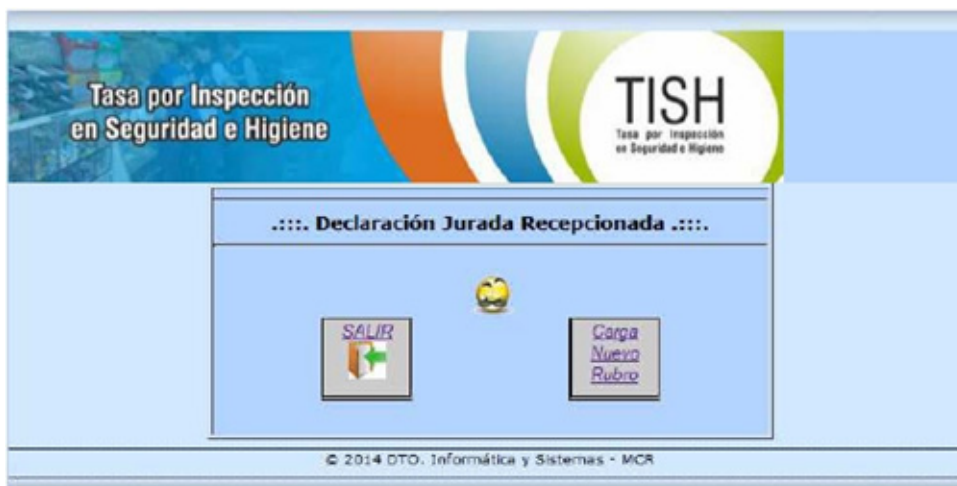 Tasa por Inspección
en Seguridad e Higiene
TISH
Tasa por Inspección
en Seguridad e Higiene
.:::. Declaración Jurada Recepcionada .:::.
SALIR
Carga
Nuevo
Rubro
© 2014 DTO. Informática y Sistemas - MCR